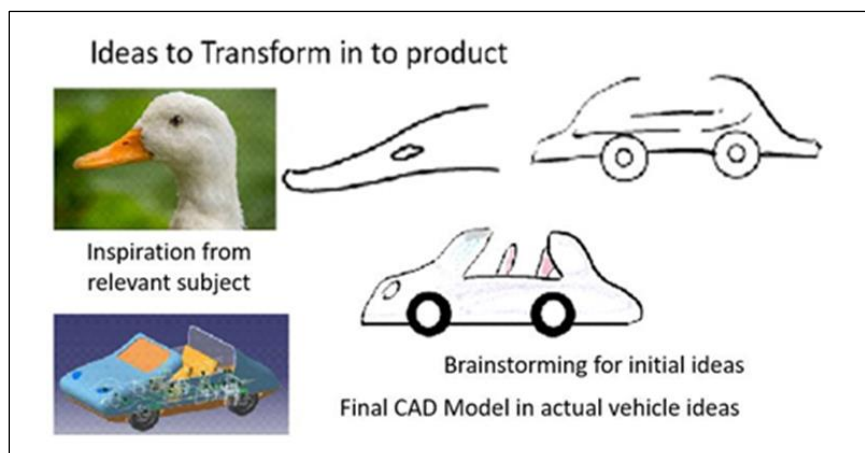 Ideas to Transform in to product
Inspiration from
relevant subject
Brainstorming for initial ideas
Final CAD Model in actual vehicle ideas